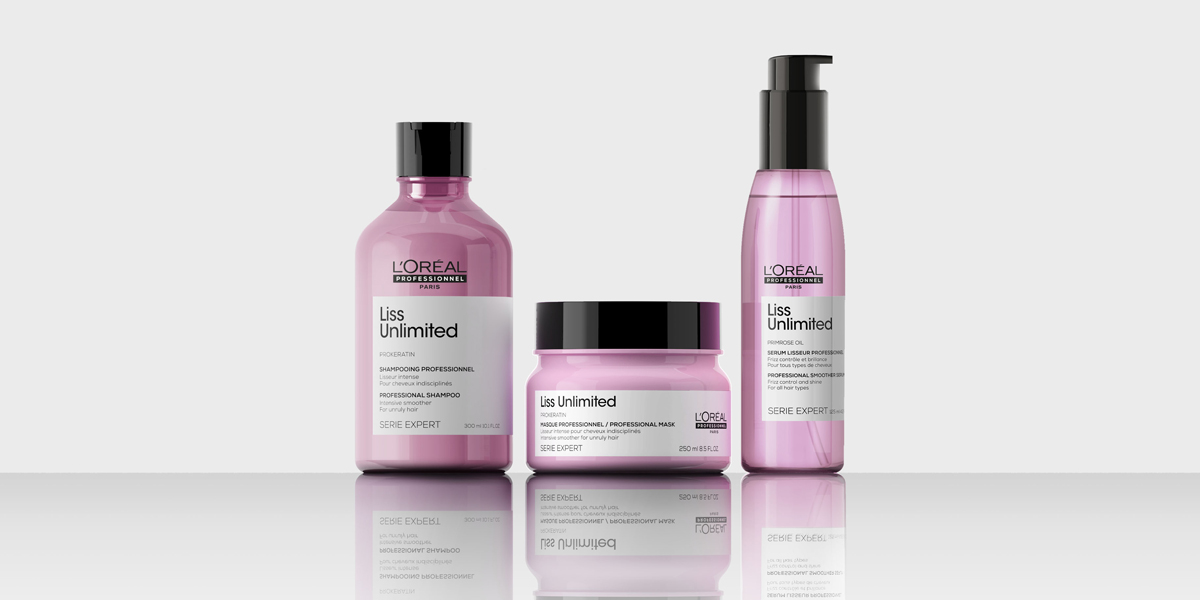 L'ORÉAL
PROFESSIONNEL
PARIS
Liss
Unlimited
PROKERATIN
SHAMPOOING PROFESSIONNEL
Lisseur intense
Pour cheveux indisciplinés
PROFESSIONAL SHAMPOO
Intensive smoother
For unruly hair
SERIE EXPERT
300 ml 10.1 FL.OZ.
Liss Unlimited
PROKERATIN
MASQUE PROFESSIONNEL / PROFESSIONAL MASK
Lisseur intense pour cheveux indisciplinés
Intensive smoother for unruly hair
SERIE EXPERT
L'ORÉAL
PROFESSIONNEL
PARIS
250 ml 8.5 FL.OZ.
L'ORÉAL
PROFESSIONNEL
PARIS
Liss
Unlimited
PRIMROSE OIL
SERUM LISSEUR PROFESSIONNEL
Frizz contrôle et brillance
Pour tous types de cheveux
PROFESSIONAL SMOOTHER SERUM
Frizz control and shine
For all hair types
SERIE EXPERT